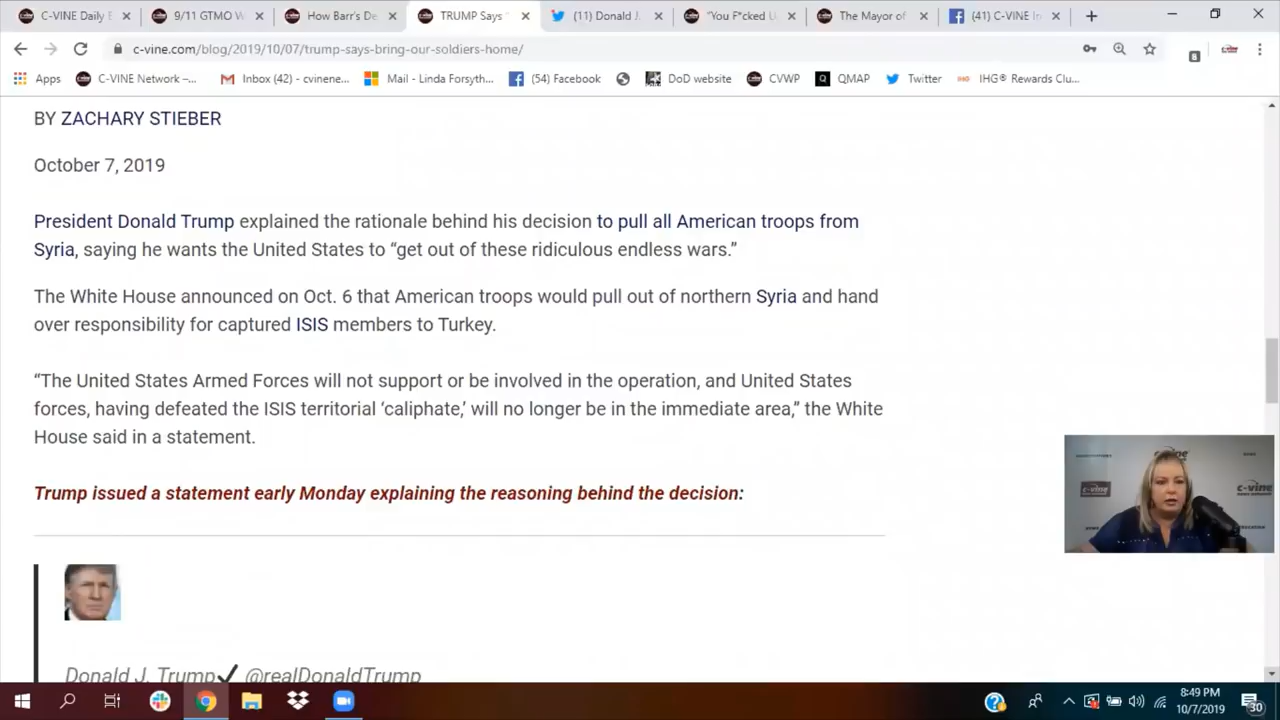 C-VINE Daily E
9/11 GTMO W
How Barr's De
TRUMP Says "
(11) Donald J.
"You F*cked U
The Mayor of
(41) C-VINE In
c-vine.com/blog/2019/10/07/trump-says-bring-our-soldiers-home/
Apps
C-VINE Network –...
Inbox (42) - cvinene...
Mail - Linda Forsyth...
(54) Facebook
DoD website
CVWP
Q
QMAP
Twitter
IHG® Rewards Clu...
BY ZACHARY STIEBER
October 7, 2019
President Donald Trump explained the rationale behind his decision to pull all American troops from
Syria, saying he wants the United States to “get out of these ridiculous endless wars.”
The White House announced on Oct. 6 that American troops would pull out of northern Syria and hand
over responsibility for captured ISIS members to Turkey.
“The United States Armed Forces will not support or be involved in the operation, and United States
forces, having defeated the ISIS territorial ‘caliphate,’ will no longer be in the immediate area,” the White
House said in a statement.
Trump issued a statement early Monday explaining the reasoning behind the decision:
c-vine
c-vine
Donald J. Trump✔ @realDonaldTrump
8:49 PM
10/7/2019
30